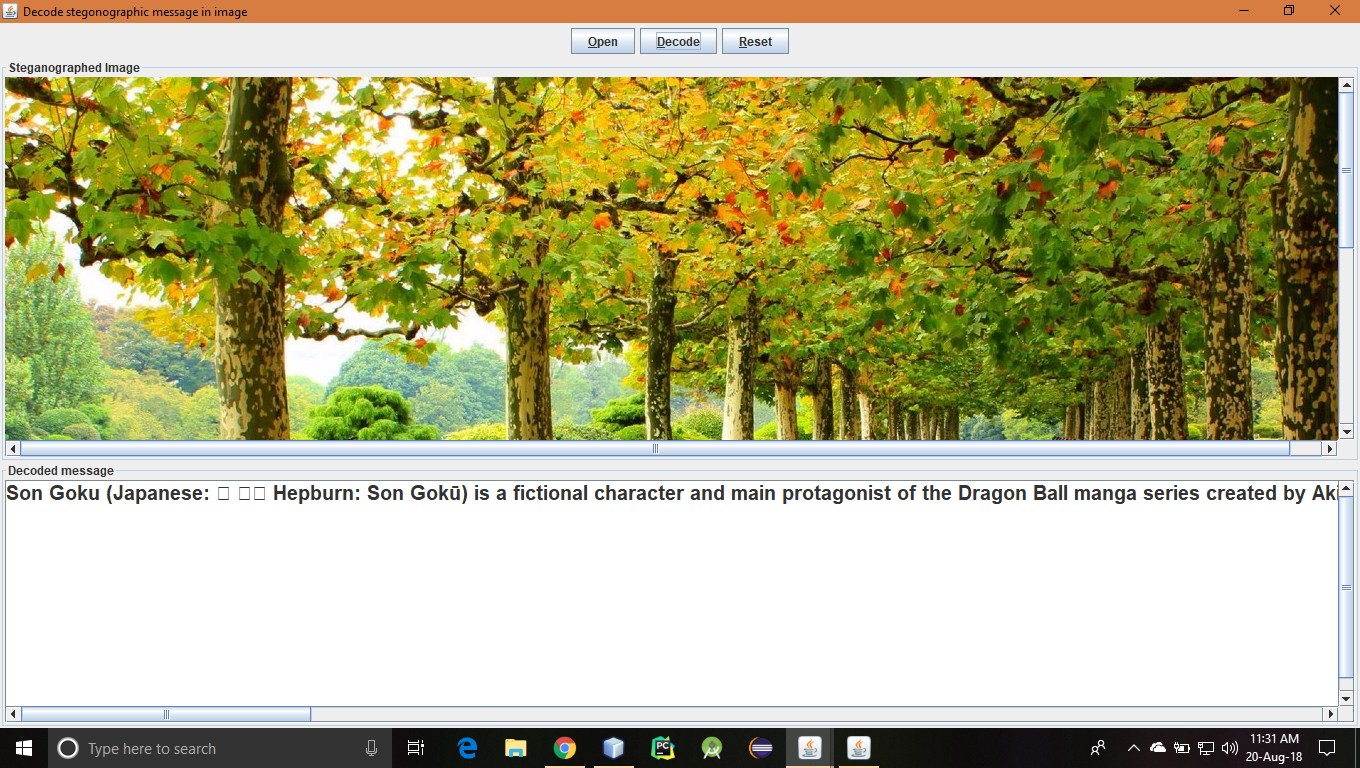 Decode stegonographic message in image
Open Decode Reset
Steganographed Image
Decoded message
Son Goku (Japanese: □ □□ Hepburn: Son Gokū) is a fictional character and main protagonist of the Dragon Ball manga series created by Aki
Type here to search
PC
11:31 AM
20-Aug-18